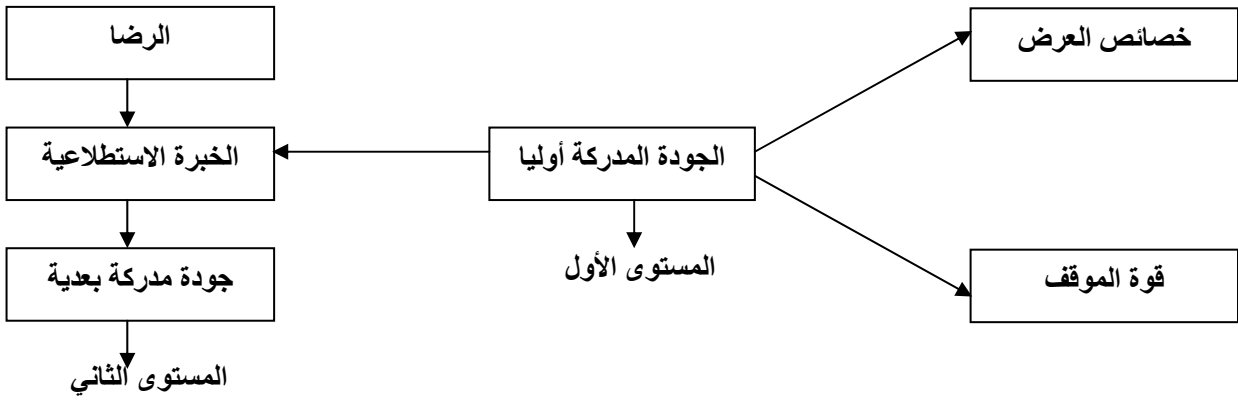 خصائص العرض
الرضا
الجودة المدركة أوليا
الخبرة الاستطلاعية
المستوى الأول
قوة الموقف
جودة مدركة بعدية
المستوى الثاني